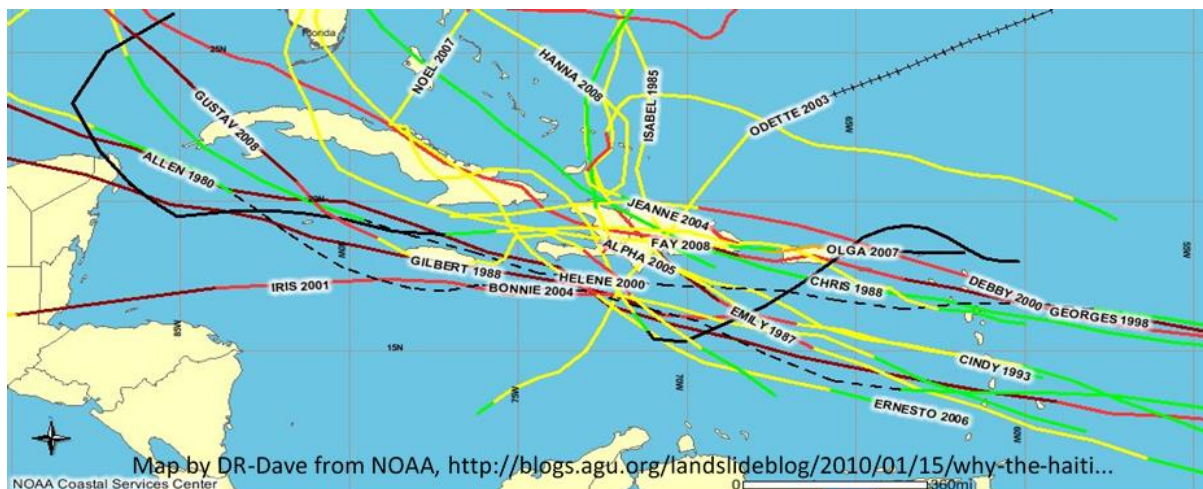 Florida
25N
NOEL 2007
HANNA 2008
ISABEL 1985
ODETTE 2003
65W
GUSTAV 2008
ALLEN 1980
20N
80W
JEANNE 2004
FAY 2008
ALPHA 2005
OLGA 2007
55W
GILBERT 1988
HELENE 2000
CHRIS 1988
DEBBY 2000
IRIS 2001
BONNIE 2004
EMILY 1987
GEORGES 1998
85W
15N
75W
70W
CINDY 1993
ERNESTO 2006
60W
Map by DR-Dave from NOAA, http://blogs.agu.org/landslideblog/2010/01/15/why-the-haiti...
NOAA Coastal Services Center
0 360mi